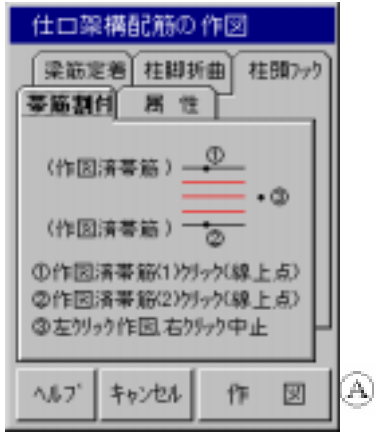 仕口架構配筋の作図
梁筋定着 柱脚折曲 柱頭フック
帯筋割付 属 性
(作図済帯筋) ①
③
(作図済帯筋) ②
①作図済帯筋(1)クリック(線上点)
②作図済帯筋(2)クリック(線上点)
③左クリック作図,右クリック中止
ヘルプ キャンセル 作 図 Ⓐ